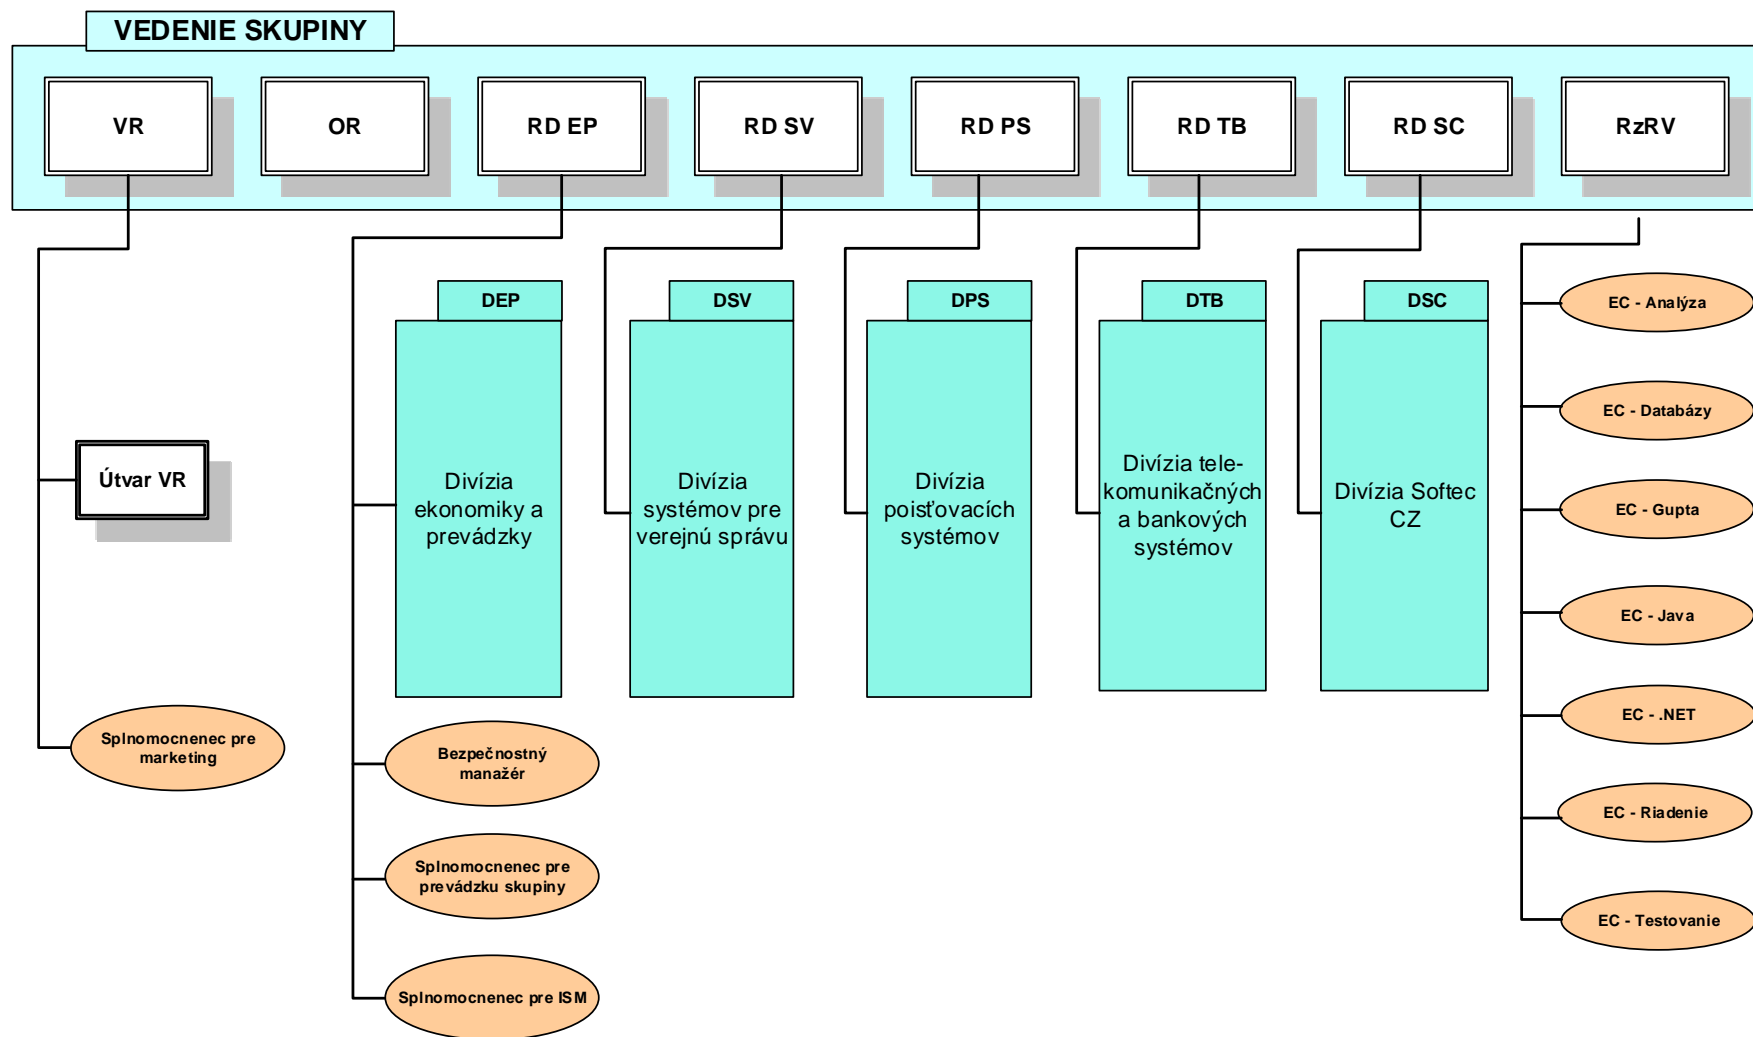 VEDENIE SKUPINY
VR
OR
RD EP
RD SV
RD PS
RD TB
RD SC
RzRV
DEP
Divízia
ekonomiky a
prevádzky
DSV
Divízia
systémov pre
verejnú správu
DPS
Divízia
poisťovacích
systémov
DTB
Divízia tele-
komunikačných
a bankových
systémov
DSC
Divízia Softec
CZ
Útvar VR
Splnomocnenec pre
marketing
Bezpečnostný
manažér
Splnomocnenec pre
prevádzku skupiny
Splnomocnenec pre ISM
EC - Analýza
EC - Databázy
EC - Gupta
EC - Java
EC - .NET
EC - Riadenie
EC - Testovanie